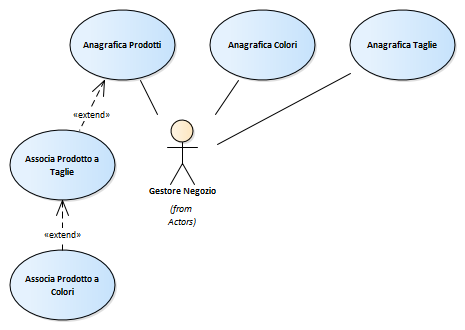 Anagrafica Prodotti
Anagrafica Colori
Anagrafica Taglie
«extend»
Associa Prodotto a
Taglie
Gestore Negozio
(from
Actors)
«extend»
Associa Prodotto a
Colori